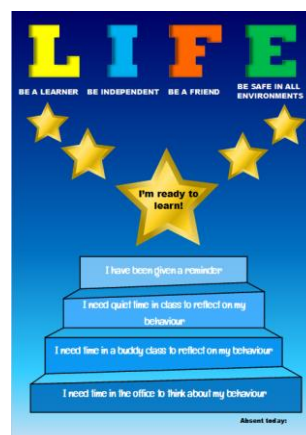 L I F E
BE A LEARNER BE INDEPENDENT BE A FRIEND BE SAFE IN ALL
ENVIRONMENTS
I'm ready to
learn!
I have been given a reminder
I need quiet time in class to reflect on my
behaviour
I need time in a buddy class to reflect on my behaviour
I need time in the office to think about my behaviour
Absent today: